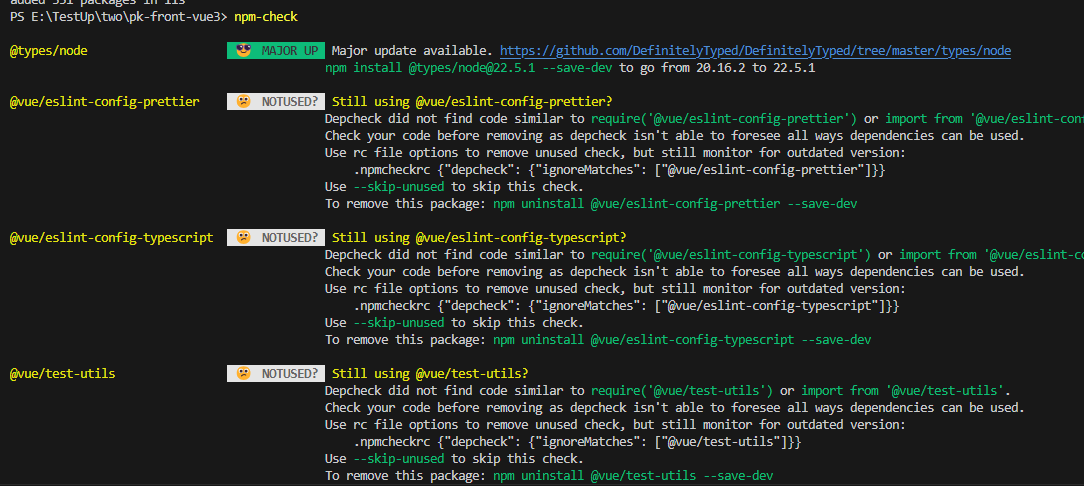 added 551 packages in 11s
PS E:\TestUp\two\pk-front-vue3> npm-check
@types/node MAJOR UP Major update available. https://github.com/DefinitelyTyped/DefinitelyTyped/tree/master/types/node
npm install @types/node@22.5.1 --save-dev to go from 20.16.2 to 22.5.1
@vue/eslint-config-prettier NOTUSED? Still using @vue/eslint-config-prettier?
Depcheck did not find code similar to require('@vue/eslint-config-prettier') or import from '@vue/eslint-con
Check your code before removing as depcheck isn't able to foresee all ways dependencies can be used.
Use rc file options to remove unused check, but still monitor for outdated version:
.npmcheckrc {"depcheck": {"ignoreMatches": ["@vue/eslint-config-prettier"]}}
Use --skip-unused to skip this check.
To remove this package: npm uninstall @vue/eslint-config-prettier --save-dev
@vue/eslint-config-typescript NOTUSED? Still using @vue/eslint-config-typescript?
Depcheck did not find code similar to require('@vue/eslint-config-typescript') or import from '@vue/eslint-c
Check your code before removing as depcheck isn't able to foresee all ways dependencies can be used.
Use rc file options to remove unused check, but still monitor for outdated version:
.npmcheckrc {"depcheck": {"ignoreMatches": ["@vue/eslint-config-typescript"]}}
Use --skip-unused to skip this check.
To remove this package: npm uninstall @vue/eslint-config-typescript --save-dev
@vue/test-utils NOTUSED? Still using @vue/test-utils?
Depcheck did not find code similar to require('@vue/test-utils') or import from '@vue/test-utils'.
Check your code before removing as depcheck isn't able to foresee all ways dependencies can be used.
Use rc file options to remove unused check, but still monitor for outdated version:
.npmcheckrc {"depcheck": {"ignoreMatches": ["@vue/test-utils"]}}
Use --skip-unused to skip this check.
To remove this package: npm uninstall @vue/test-utils --save-dev